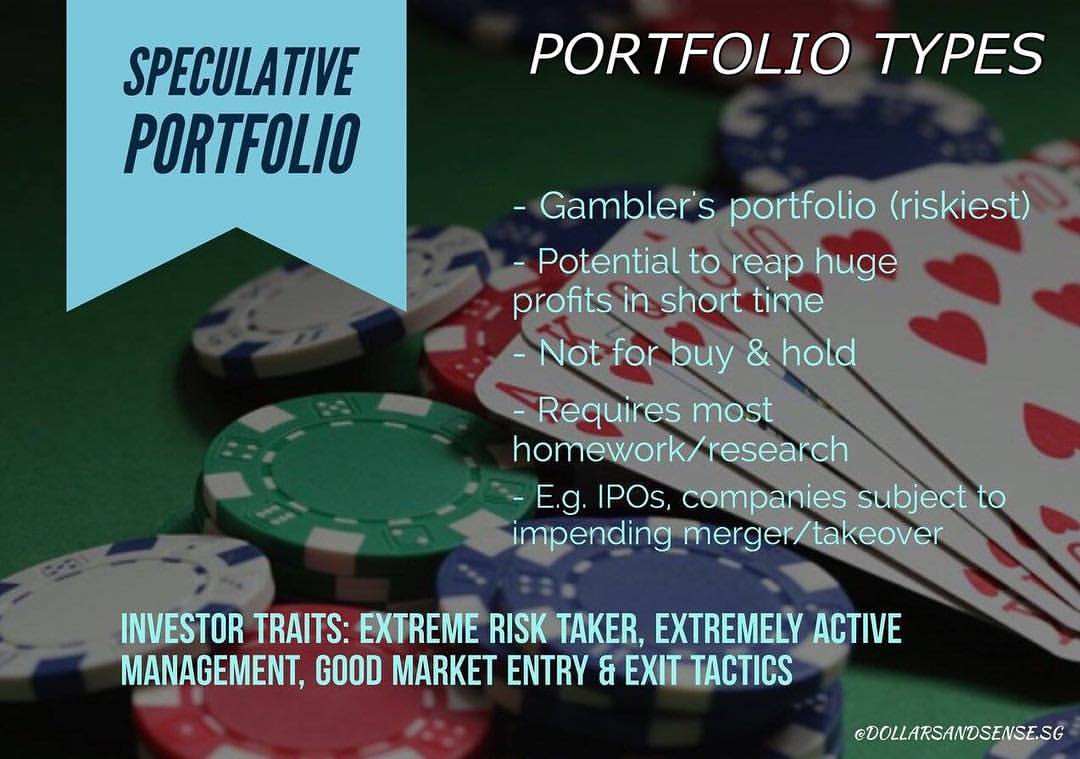 SPECULATIVE
PORTFOLIO
PORTFOLIO TYPES
- Gambler's portfolio (riskiest)
- Potential to reap huge
profits in short time
- Not for buy & hold
- Requires most
homework/research
- E.g. IPOs, companies subject to
impending merger/takeover
INVESTOR TRAITS: EXTREME RISK TAKER, EXTREMELY ACTIVE
MANAGEMENT, GOOD MARKET ENTRY & EXIT TACTICS
@DOLLARSANDSENSE.SG
A
K
10